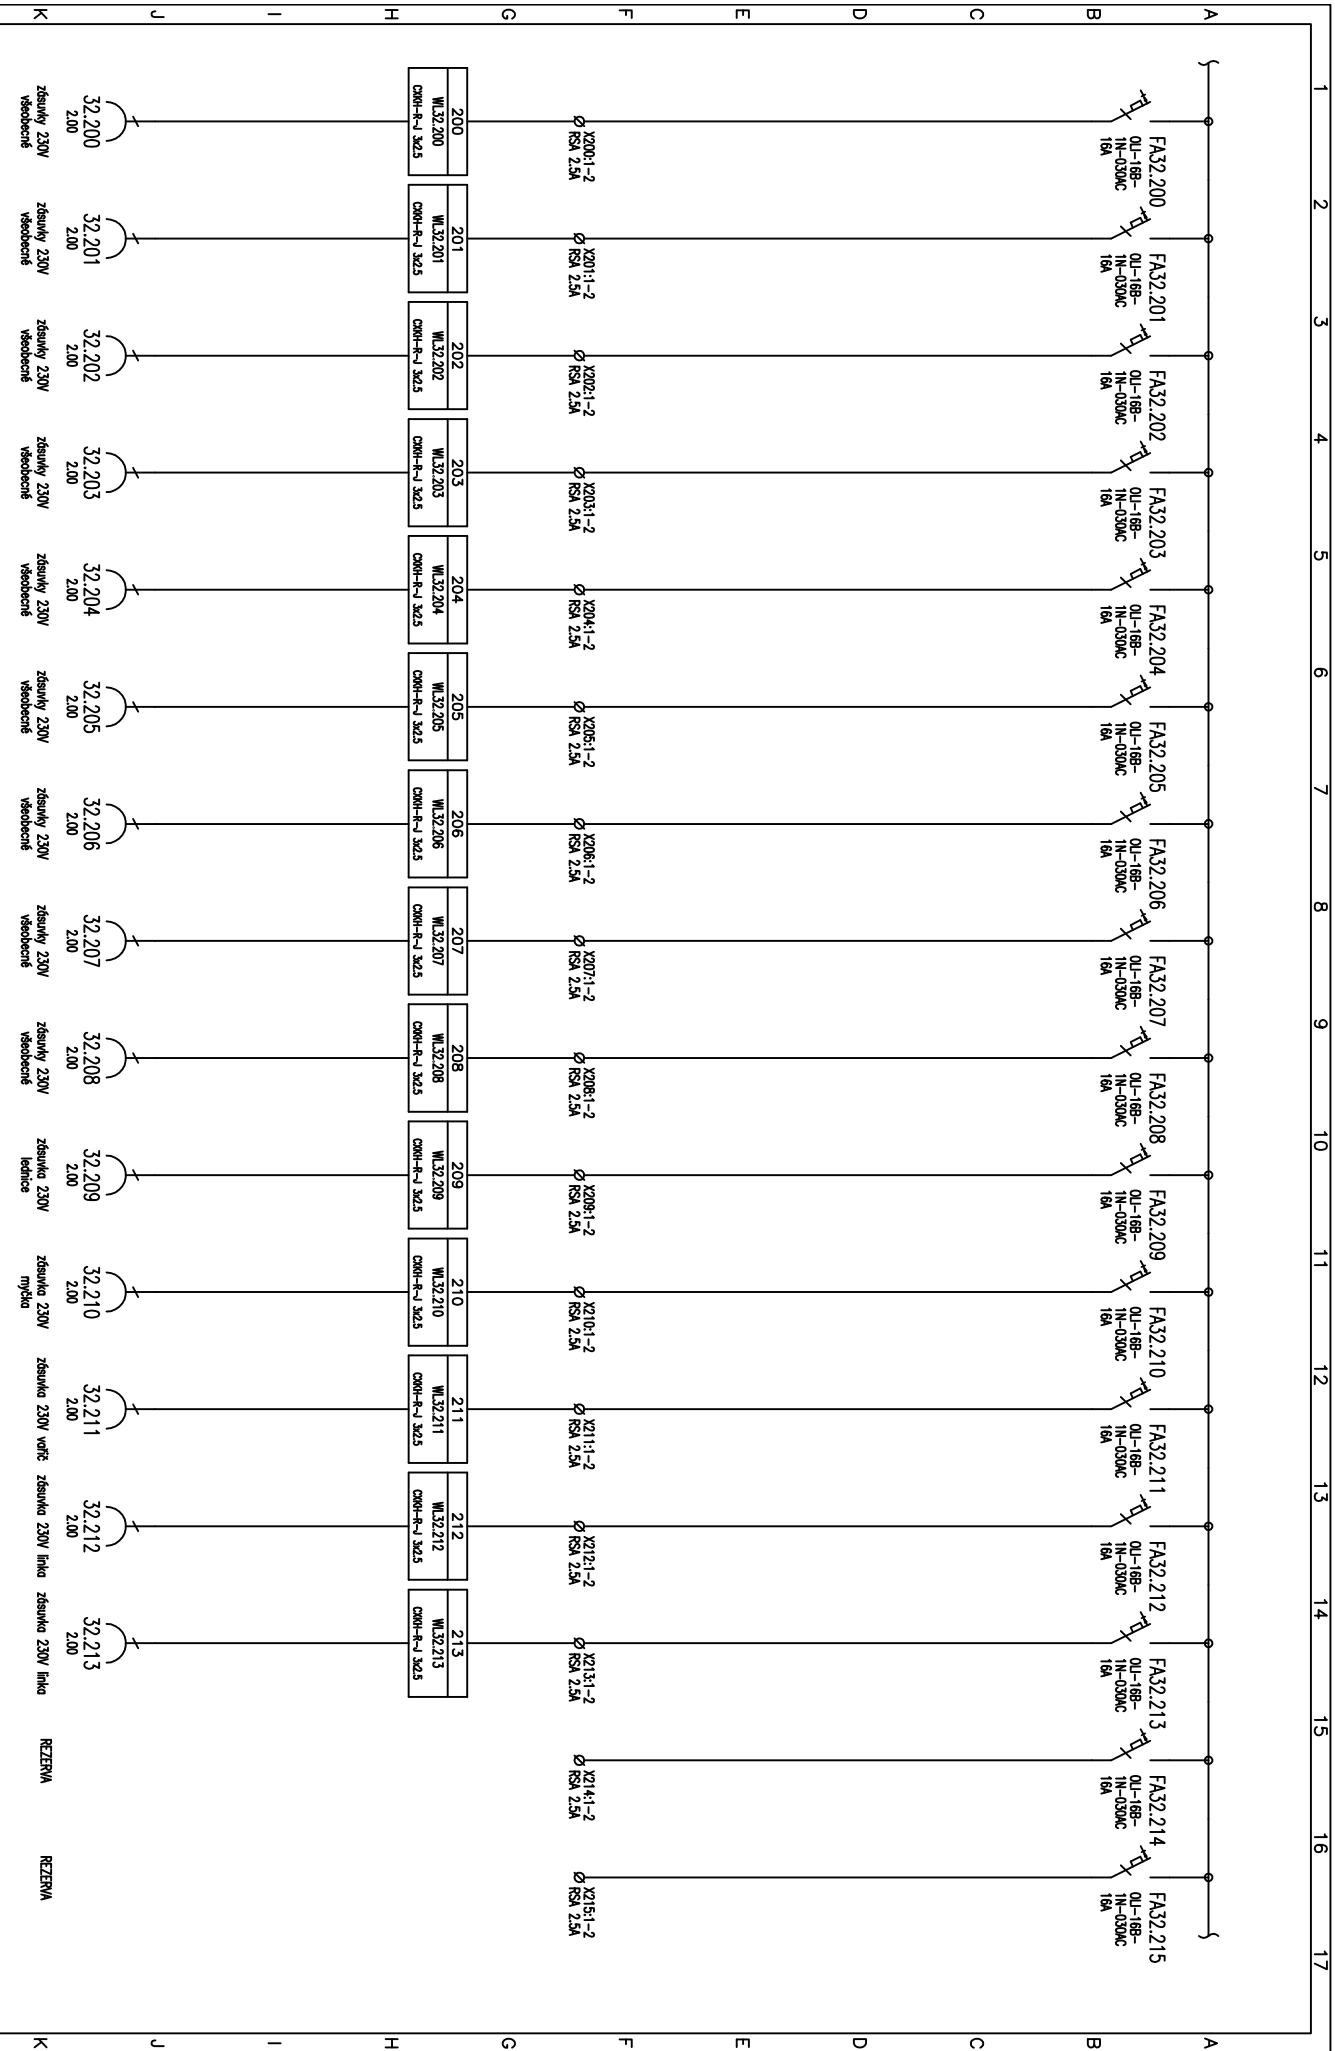 1 2 3 4 5 6 7 8 9 10 11 12 13 14 15 16 17
A A
FA32.200 FA32.201 FA32.202 FA32.203 FA32.204 FA32.205 FA32.206 FA32.207 FA32.208 FA32.209 FA32.210 FA32.211 FA32.212 FA32.213 FA32.214 FA32.215
OLI-16B- OLI-16B- OLI-16B- OLI-16B- OLI-16B- OLI-16B- OLI-16B- OLI-16B- OLI-16B- OLI-16B- OLI-16B- OLI-16B- OLI-16B- OLI-16B- OLI-16B- OLI-16B-
1N-030AC 1N-030AC 1N-030AC 1N-030AC 1N-030AC 1N-030AC 1N-030AC 1N-030AC 1N-030AC 1N-030AC 1N-030AC 1N-030AC 1N-030AC 1N-030AC 1N-030AC 1N-030AC
16A 16A 16A 16A 16A 16A 16A 16A 16A 16A 16A 16A 16A 16A 16A 16A
B B
C C
D D
E E
F F
X200:1-2 X201:1-2 X202:1-2 X203:1-2 X204:1-2 X205:1-2 X206:1-2 X207:1-2 X208:1-2 X209:1-2 X210:1-2 X211:1-2 X212:1-2 X213:1-2 X214:1-2 X215:1-2
RSA 2.5A RSA 2.5A RSA 2.5A RSA 2.5A RSA 2.5A RSA 2.5A RSA 2.5A RSA 2.5A RSA 2.5A RSA 2.5A RSA 2.5A RSA 2.5A RSA 2.5A RSA 2.5A RSA 2.5A RSA 2.5A
G G
200 201 202 203 204 205 206 207 208 209 210 211 212 213
WL32.200 WL32.201 WL32.202 WL32.203 WL32.204 WL32.205 WL32.206 WL32.207 WL32.208 WL32.209 WL32.210 WL32.211 WL32.212 WL32.213
CXKH-R-J 3x2.5 CXKH-R-J 3x2.5 CXKH-R-J 3x2.5 CXKH-R-J 3x2.5 CXKH-R-J 3x2.5 CXKH-R-J 3x2.5 CXKH-R-J 3x2.5 CXKH-R-J 3x2.5 CXKH-R-J 3x2.5 CXKH-R-J 3x2.5 CXKH-R-J 3x2.5 CXKH-R-J 3x2.5 CXKH-R-J 3x2.5 CXKH-R-J 3x2.5
H H
I I
J J
32.200 32.201 32.202 32.203 32.204 32.205 32.206 32.207 32.208 32.209 32.210 32.211 32.212 32.213
2.00 2.00 2.00 2.00 2.00 2.00 2.00 2.00 2.00 2.00 2.00 2.00 2.00 2.00
K K
zásuvky 230V zásuvky 230V zásuvky 230V zásuvky 230V zásuvky 230V zásuvky 230V zásuvky 230V zásuvky 230V zásuvky 230V zásuvka 230V zásuvka 230V zásuvka 230V vařič zásuvka 230V linka zásuvka 230V linka REZERVA REZERVA
všeobecné všeobecné všeobecné všeobecné všeobecné všeobecné všeobecné všeobecné všeobecné lednice myčka